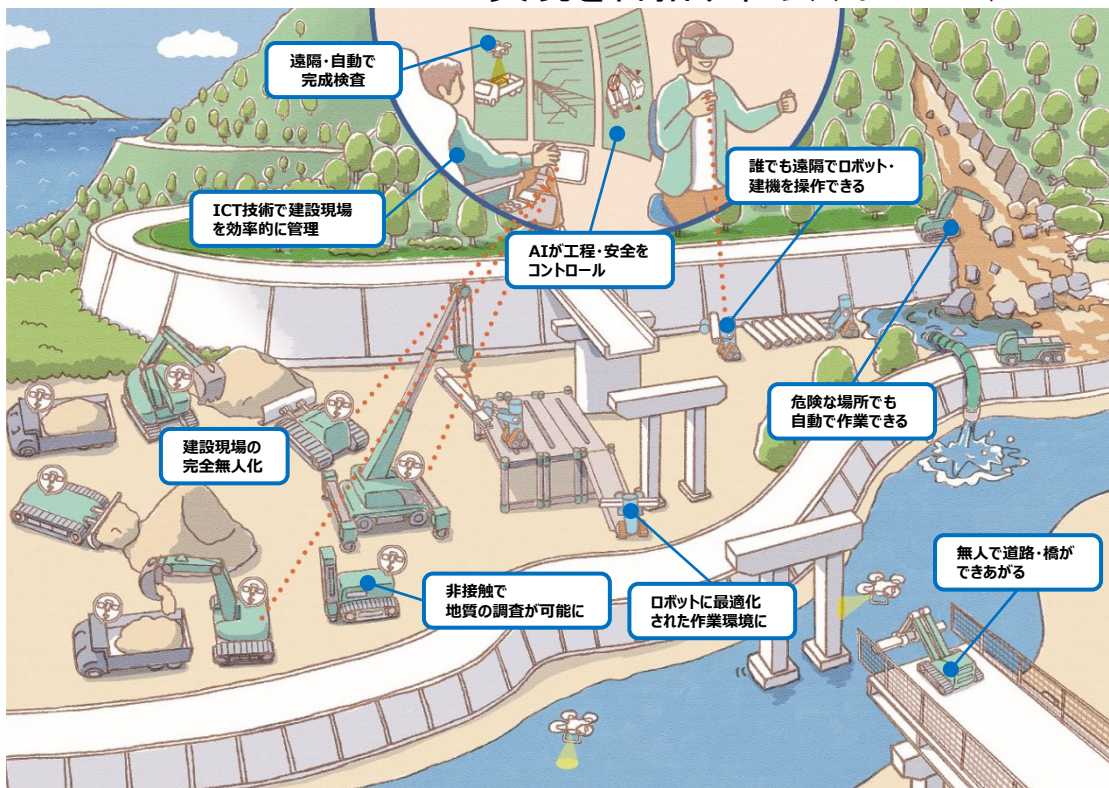 遠隔・自動で
完成検査
誰でも遠隔でロボット・
建機を操作できる
ICT技術で建設現場
を効率的に管理
AIが工程・安全を
コントロール
危険な場所でも
自動で作業できる
建設現場の
完全無人化
無人で道路・橋が
できあがる
非接触で
地質の調査が可能に
ロボットに最適化
された作業環境に